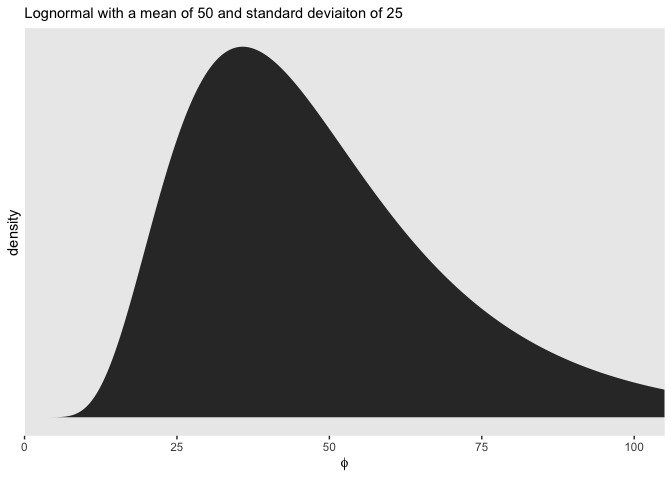 Lognormal with a mean of 50 and standard deviaiton of 25
density
0 25 50 75 100
ϕ